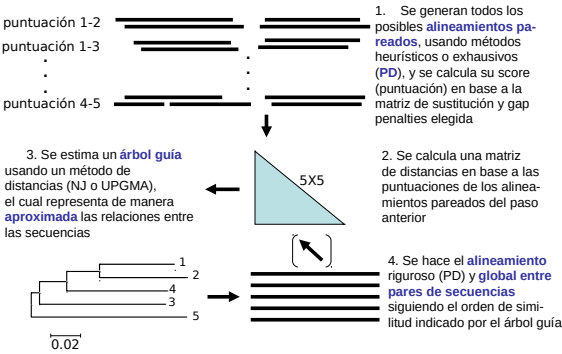 puntuación 1-2
puntuación 1-3
puntuación 4-5
1. Se generan todos los
posibles alineamientos pa-
reados, usando métodos
heurísticos o exhausivos
(PD), y se calcula su score
(puntuación) en base a la
matriz de sustitución y gap
penalties elegida
3. Se estima un árbol guía
usando un método de
distancias (NJ o UPGMA),
el cual representa de manera
aproximada las relaciones entre
las secuencias
5X5
2. Se calcula una matriz
de distancias en base a las
puntuaciones de los alinea-
mientos pareados del paso
anterior
1
2
4
3
5
0.02
4. Se hace el alineamiento
riguroso (PD) y global entre
pares de secuencias
siguiendo el orden de simi-
litud indicado por el árbol guía